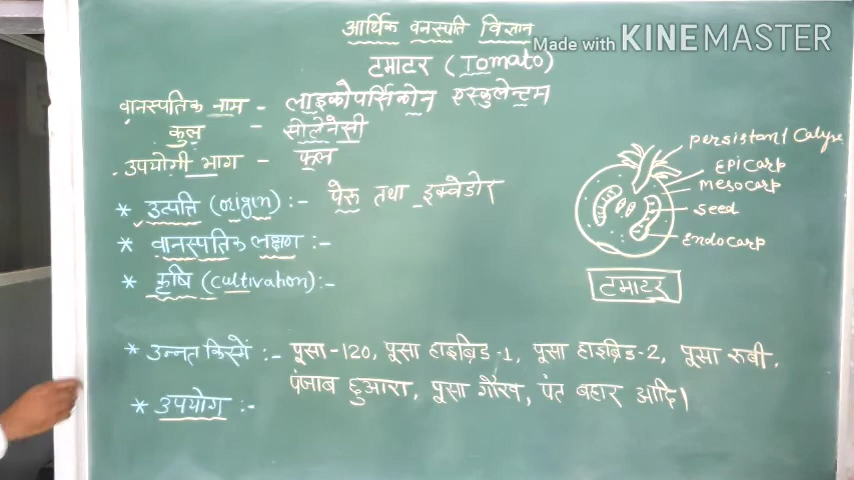 आर्थिक वनस्पति विज्ञान
Made with KINEMASTER
टमाटर (Tomato)
वानस्पतिक नाम - लाइकोपर्सिकोन एस्कुलेन्टम
कुल - सोलेनेसी
उपयोगी भाग - फल
* उत्पत्ति (origin) :- पेरू तथा इक्वेडोर
* वानस्पतिक लक्षण :-
* कृषि (cultivation) :-
* उन्नत किस्में :- पूसा -120, पूसा हाइब्रिड -1, पूसा हाइब्रिड -2, पूसा रूबी,
पंजाब छुआरा, पूसा गौरव, पंत बहार आदि।
* उपयोग :-
persistant Calyx
Epicarp
mesocarp
Seed
Endocarp
टमाटर